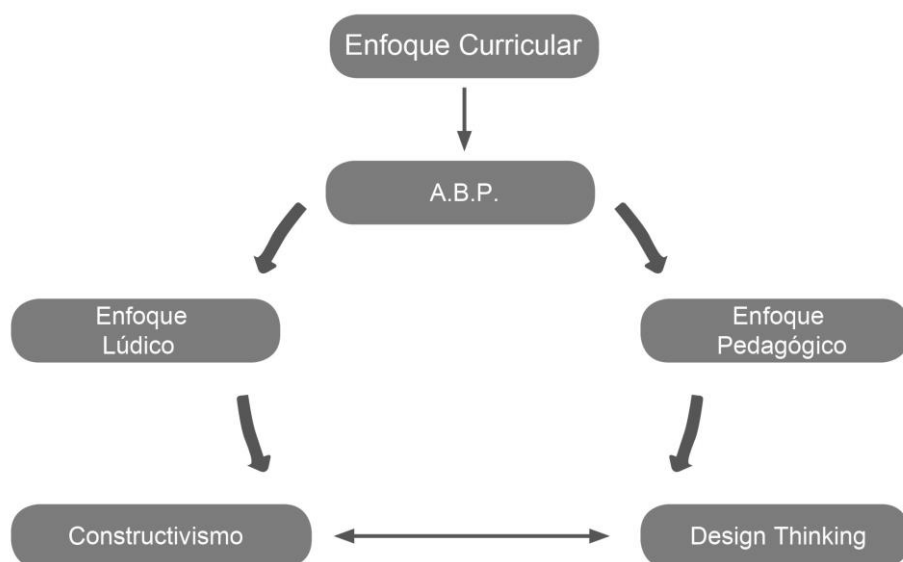 Enfoque Curricular
A.B.P.
Enfoque
Lúdico
Enfoque
Pedagógico
Constructivismo
Design Thinking